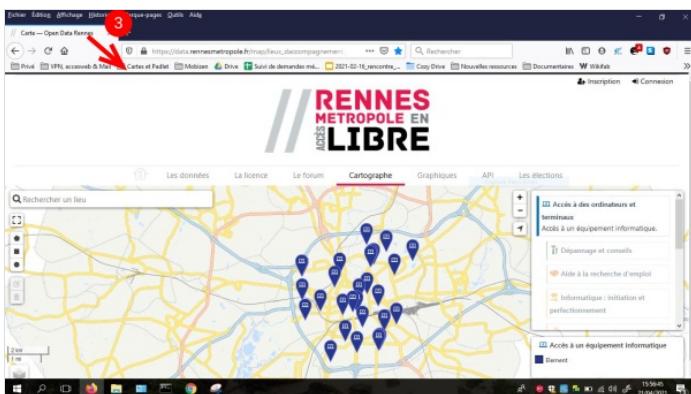 Fichier Édition Affichage Historique Marque-pages Outils Aide
3
Carte — Open Data Rennes
https://data.rennesmetropole.fr/map/lieux_daccompagnement
Rechercher
Privé VPN, accessweb & Mail Cartes et Padlet Mobizen Drive Suivi de demandes mé... 2021-02-16_rencontre_... Cozy Drive Nouvelles ressources Documentaires W Wikifab
Inscription Connexion
RENNES
METROPOLE EN
ACCÈS LIBRE
Les données La licence Le forum Cartographe Graphiques API Les élections
Rechercher un lieu
+
−
Accès à des ordinateurs et
terminaux
Accès à un équipement informatique.
Dépannage et conseils
Aide à la recherche d'emploi
Informatique : initiation et
perfectionnement
2 km
1 mi
Accès à un équipement informatique
Element
15:56:45
21/04/2021